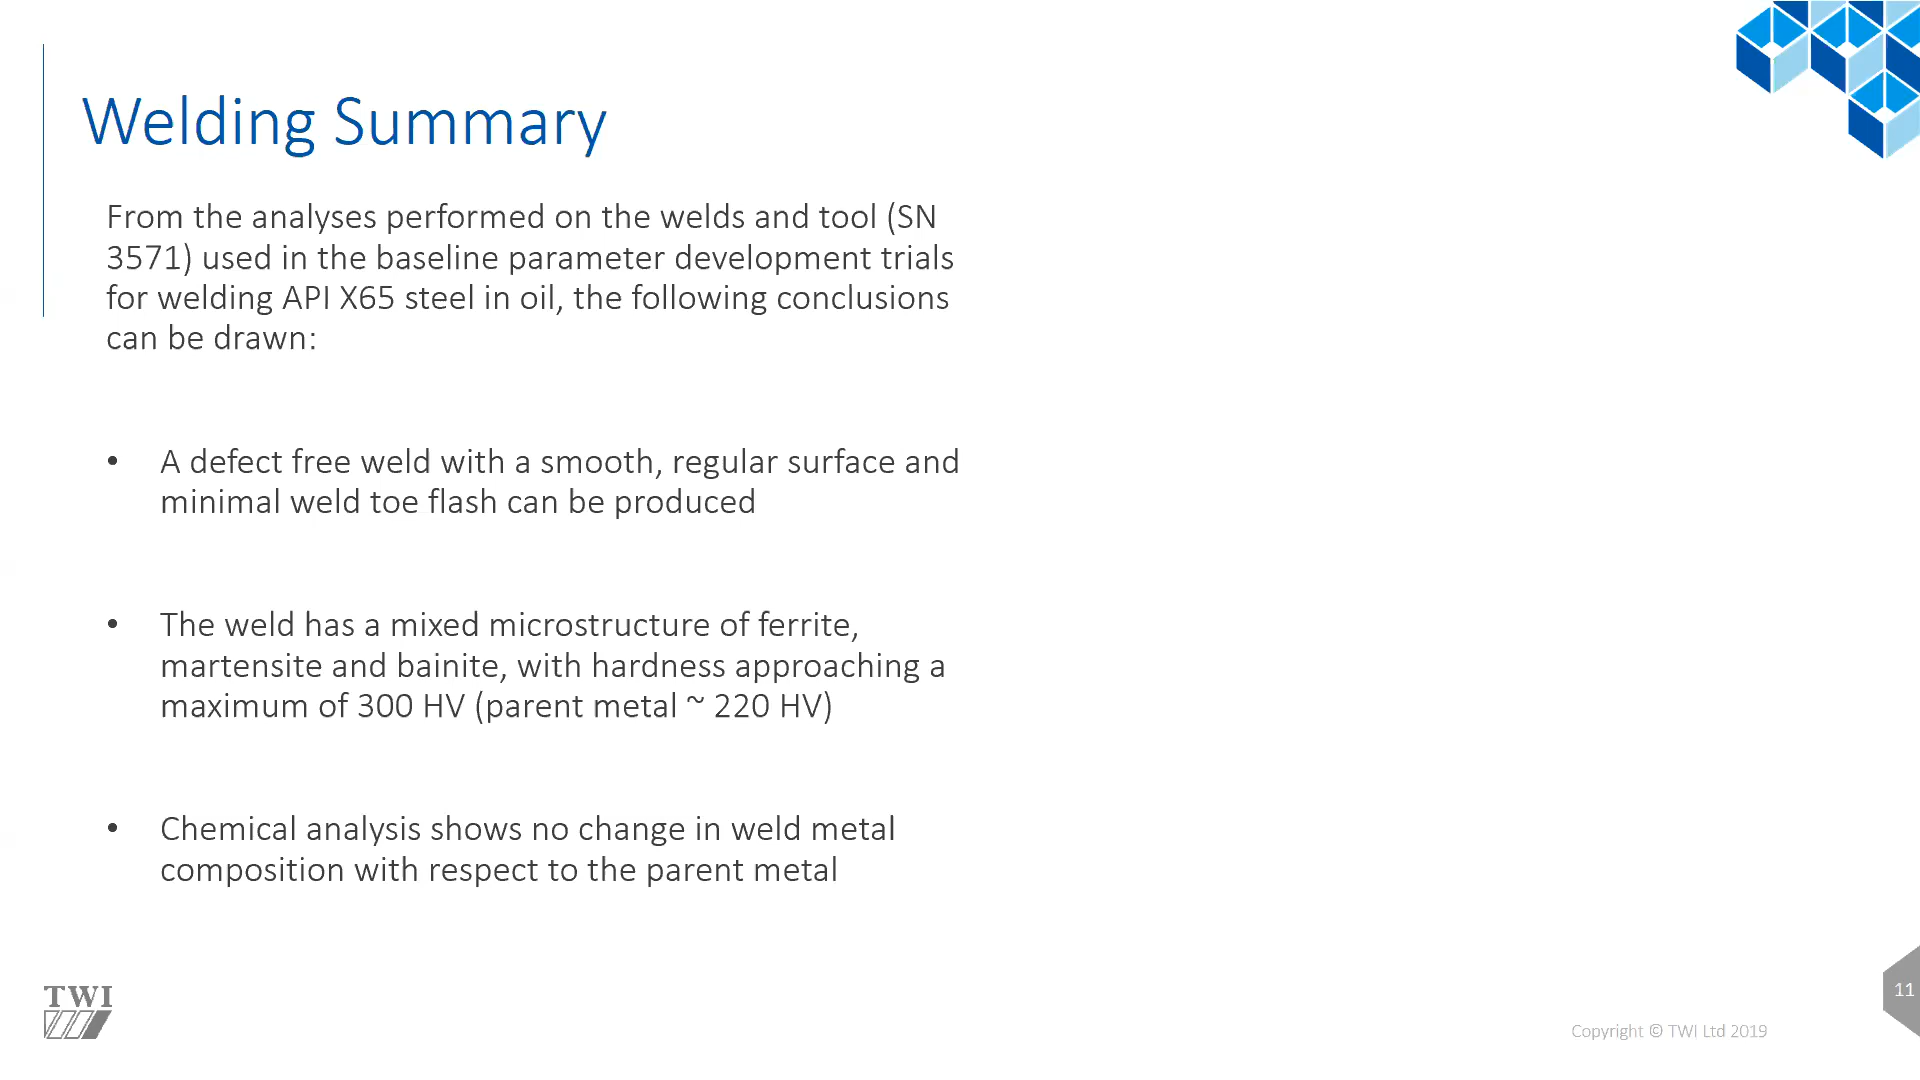 Welding Summary
From the analyses performed on the welds and tool (SN
3571) used in the baseline parameter development trials
for welding API X65 steel in oil, the following conclusions
can be drawn:
• A defect free weld with a smooth, regular surface and
minimal weld toe flash can be produced
• The weld has a mixed microstructure of ferrite,
martensite and bainite, with hardness approaching a
maximum of 300 HV (parent metal ~ 220 HV)
• Chemical analysis shows no change in weld metal
composition with respect to the parent metal
TWI
11
Copyright © TWI Ltd 2019